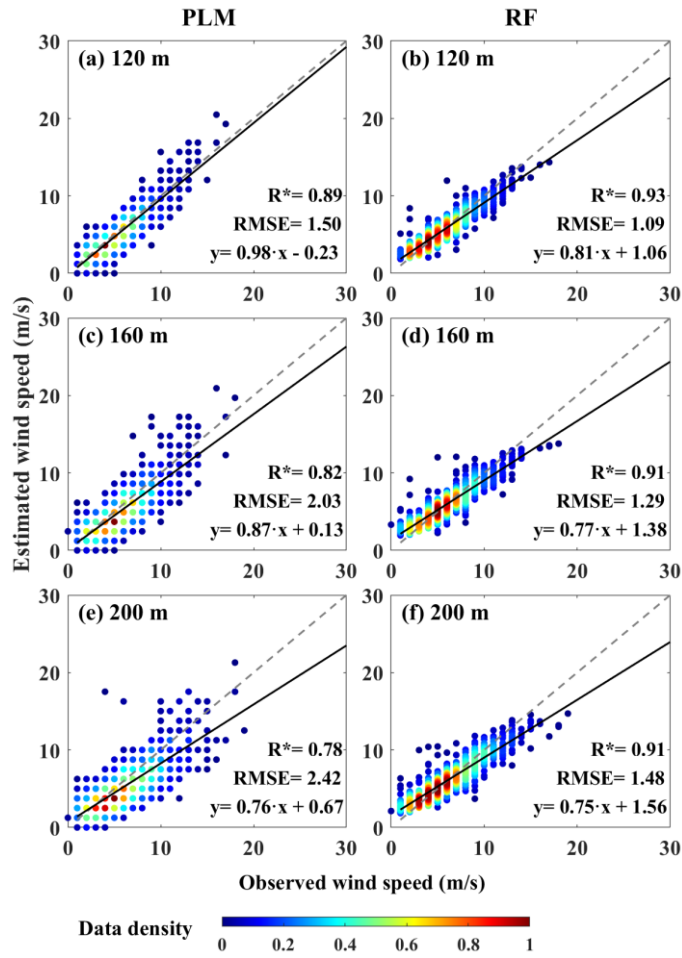 PLM
RF
(a) 120 m
30
20
10
0
0
10
20
30
R*= 0.89
RMSE= 1.50
y= 0.98·x - 0.23
(b) 120 m
30
20
10
0
0
10
20
30
R*= 0.93
RMSE= 1.09
y= 0.81·x + 1.06
(c) 160 m
30
20
10
0
0
10
20
30
R*= 0.82
RMSE= 2.03
y= 0.87·x + 0.13
(d) 160 m
30
20
10
0
0
10
20
30
R*= 0.91
RMSE= 1.29
y= 0.77·x + 1.38
(e) 200 m
30
20
10
0
0
10
20
30
R*= 0.78
RMSE= 2.42
y= 0.76·x + 0.67
(f) 200 m
30
20
10
0
0
10
20
30
R*= 0.91
RMSE= 1.48
y= 0.75·x + 1.56
Estimated wind speed (m/s)
Observed wind speed (m/s)
Data density
0
0.2
0.4
0.6
0.8
1